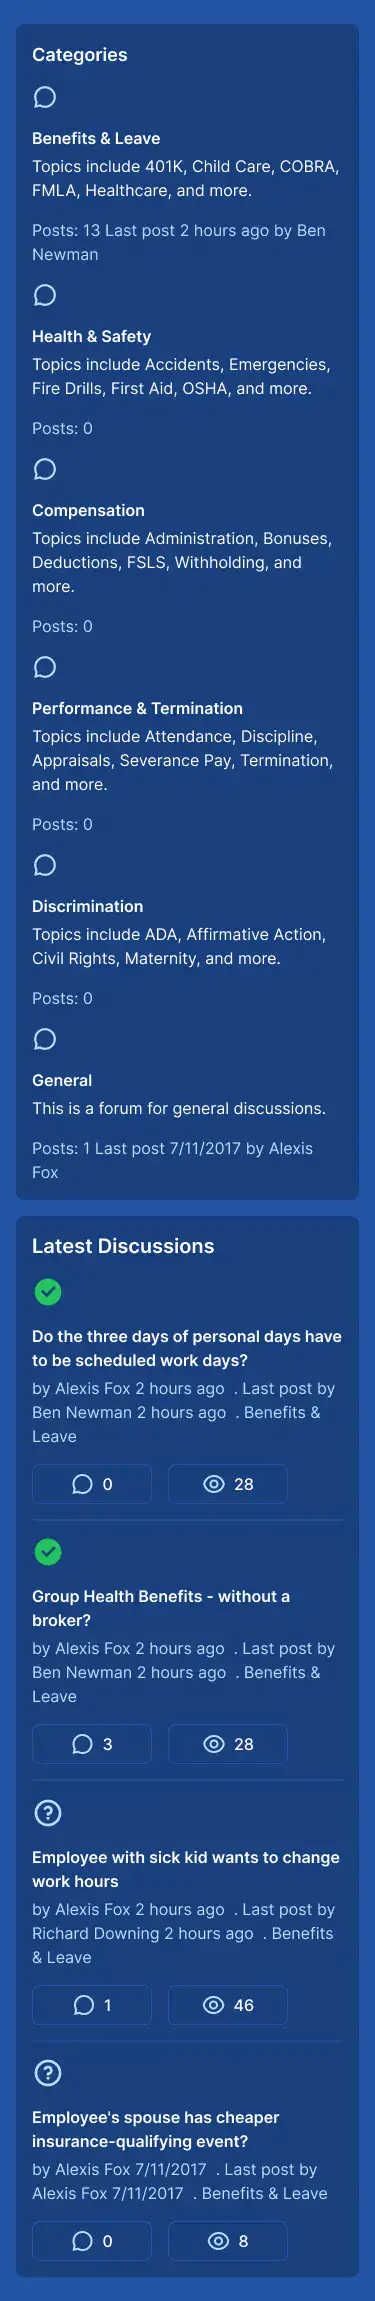 Categories
Benefits & Leave
Topics include 401K, Child Care, COBRA,
FMLA, Healthcare, and more.
Posts: 13 Last post 2 hours ago by Ben
Newman
Health & Safety
Topics include Accidents, Emergencies,
Fire Drills, First Aid, OSHA, and more.
Posts: 0
Compensation
Topics include Administration, Bonuses,
Deductions, FSLS, Withholding, and
more.
Posts: 0
Performance & Termination
Topics include Attendance, Discipline,
Appraisals, Severance Pay, Termination,
and more.
Posts: 0
Discrimination
Topics include ADA, Affirmative Action,
Civil Rights, Maternity, and more.
Posts: 0
General
This is a forum for general discussions.
Posts: 1 Last post 7/11/2017 by Alexis
Fox
Latest Discussions
Do the three days of personal days have
to be scheduled work days?
by Alexis Fox 2 hours ago . Last post by
Ben Newman 2 hours ago . Benefits &
Leave
0 28
Group Health Benefits - without a
broker?
by Alexis Fox 2 hours ago . Last post by
Ben Newman 2 hours ago . Benefits &
Leave
3 28
Employee with sick kid wants to change
work hours
by Alexis Fox 2 hours ago . Last post by
Richard Downing 2 hours ago . Benefits
& Leave
1 46
Employee's spouse has cheaper
insurance-qualifying event?
by Alexis Fox 7/11/2017 . Last post by
Alexis Fox 7/11/2017 . Benefits & Leave
0 8